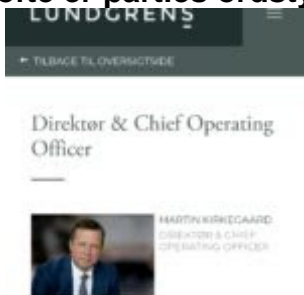 LUNDGRENS
← TILBAGE TIL OVERSIGTSIDE
Direktør & Chief Operating
Officer
MARTIN KIRKEGAARD
DIREKTØR & CHIEF
OPERATING OFFICER